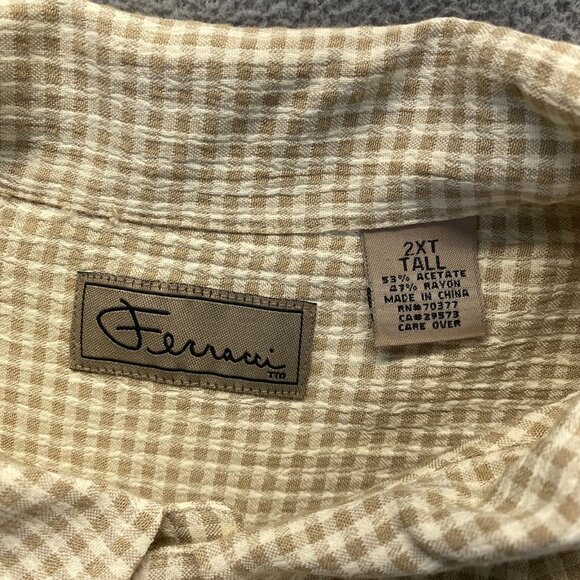 Ferracci
2XT
TALL
53% ACETATE
47% RAYON
MADE IN CHINA
RN#70377
CA#29573
CARE OVER